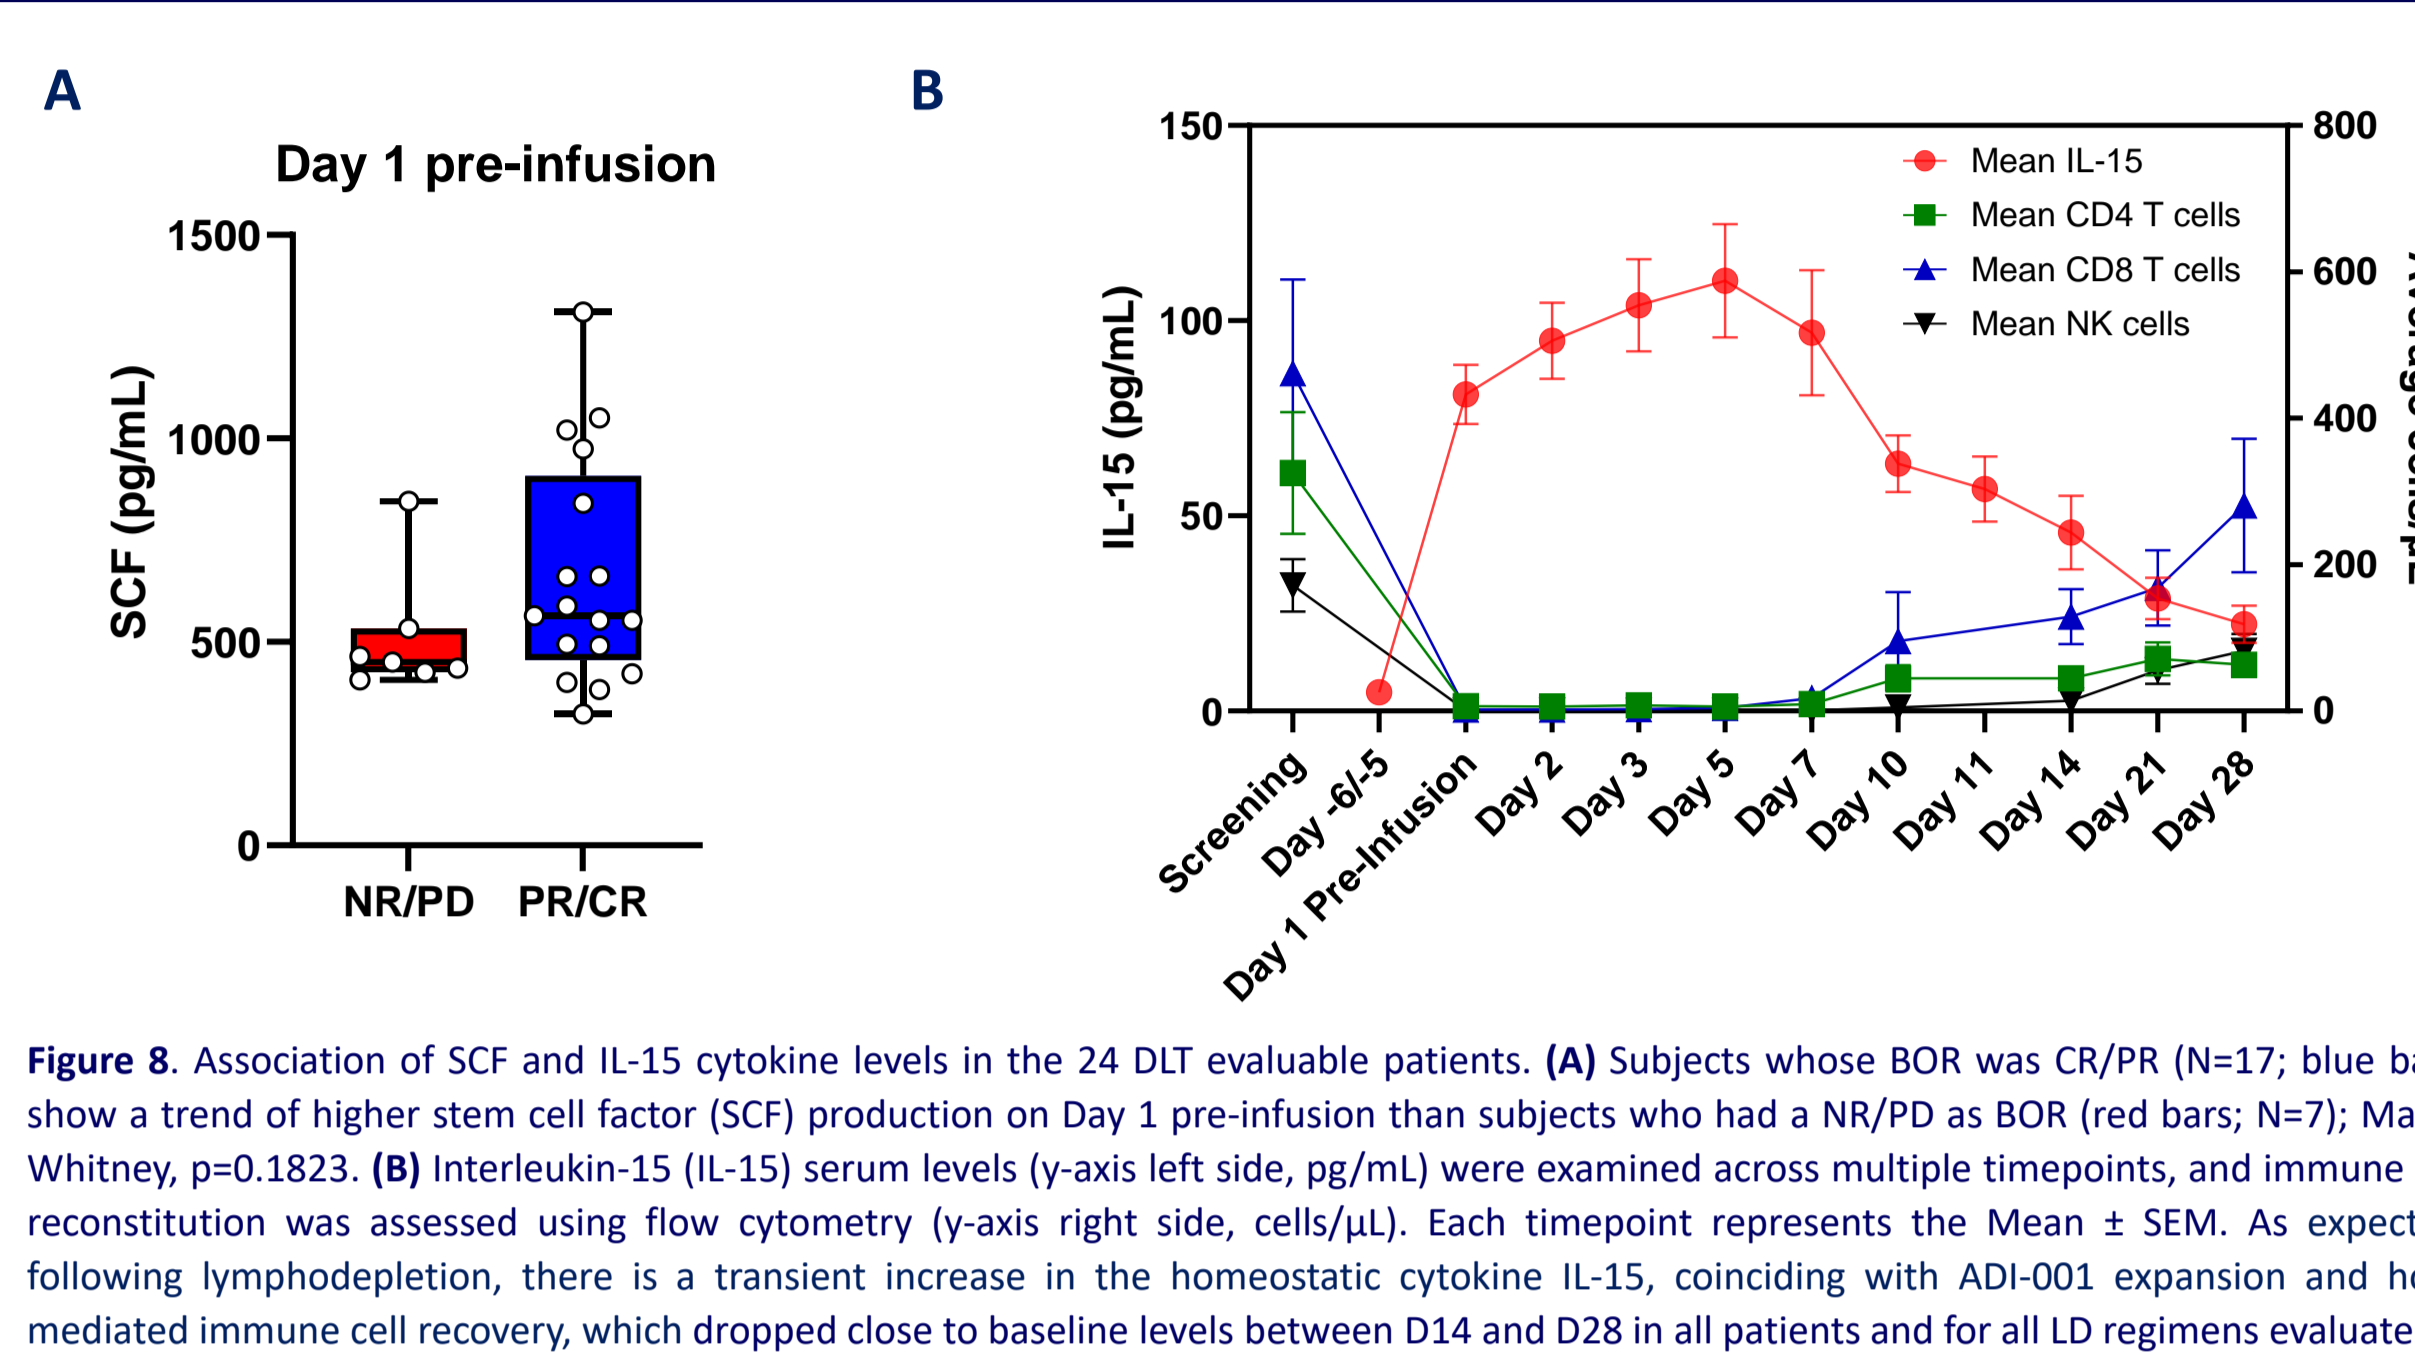 A
B
Day 1 pre-infusion
SCF (pg/mL)
1500
1000
500
0
NR/PD
PR/CR
IL-15 (pg/mL)
150
100
50
0
800
600
400
200
0
Mean IL-15
Mean CD4 T cells
Mean CD8 T cells
Mean NK cells
Screening
Day -6/-5
Day 1 Pre-Infusion
Day 2
Day 3
Day 5
Day 7
Day 10
Day 11
Day 14
Day 21
Day 28
Figure 8. Association of SCF and IL-15 cytokine levels in the 24 DLT evaluable patients. (A) Subjects whose BOR was CR/PR (N=17; blue
show a trend of higher stem cell factor (SCF) production on Day 1 pre-infusion than subjects who had a NR/PD as BOR (red bars; N=7);
Whitney, p=0.1823. (B) Interleukin-15 (IL-15) serum levels (y-axis left side, pg/mL) were examined across multiple timepoints, and immune
reconstitution was assessed using flow cytometry (y-axis right side, cells/μL). Each timepoint represents the Mean ± SEM. As
following lymphodepletion, there is a transient increase in the homeostatic cytokine IL-15, coinciding with ADI-001 expansion and
mediated immune cell recovery, which dropped close to baseline levels between D14 and D28 in all patients and for all LD regimens